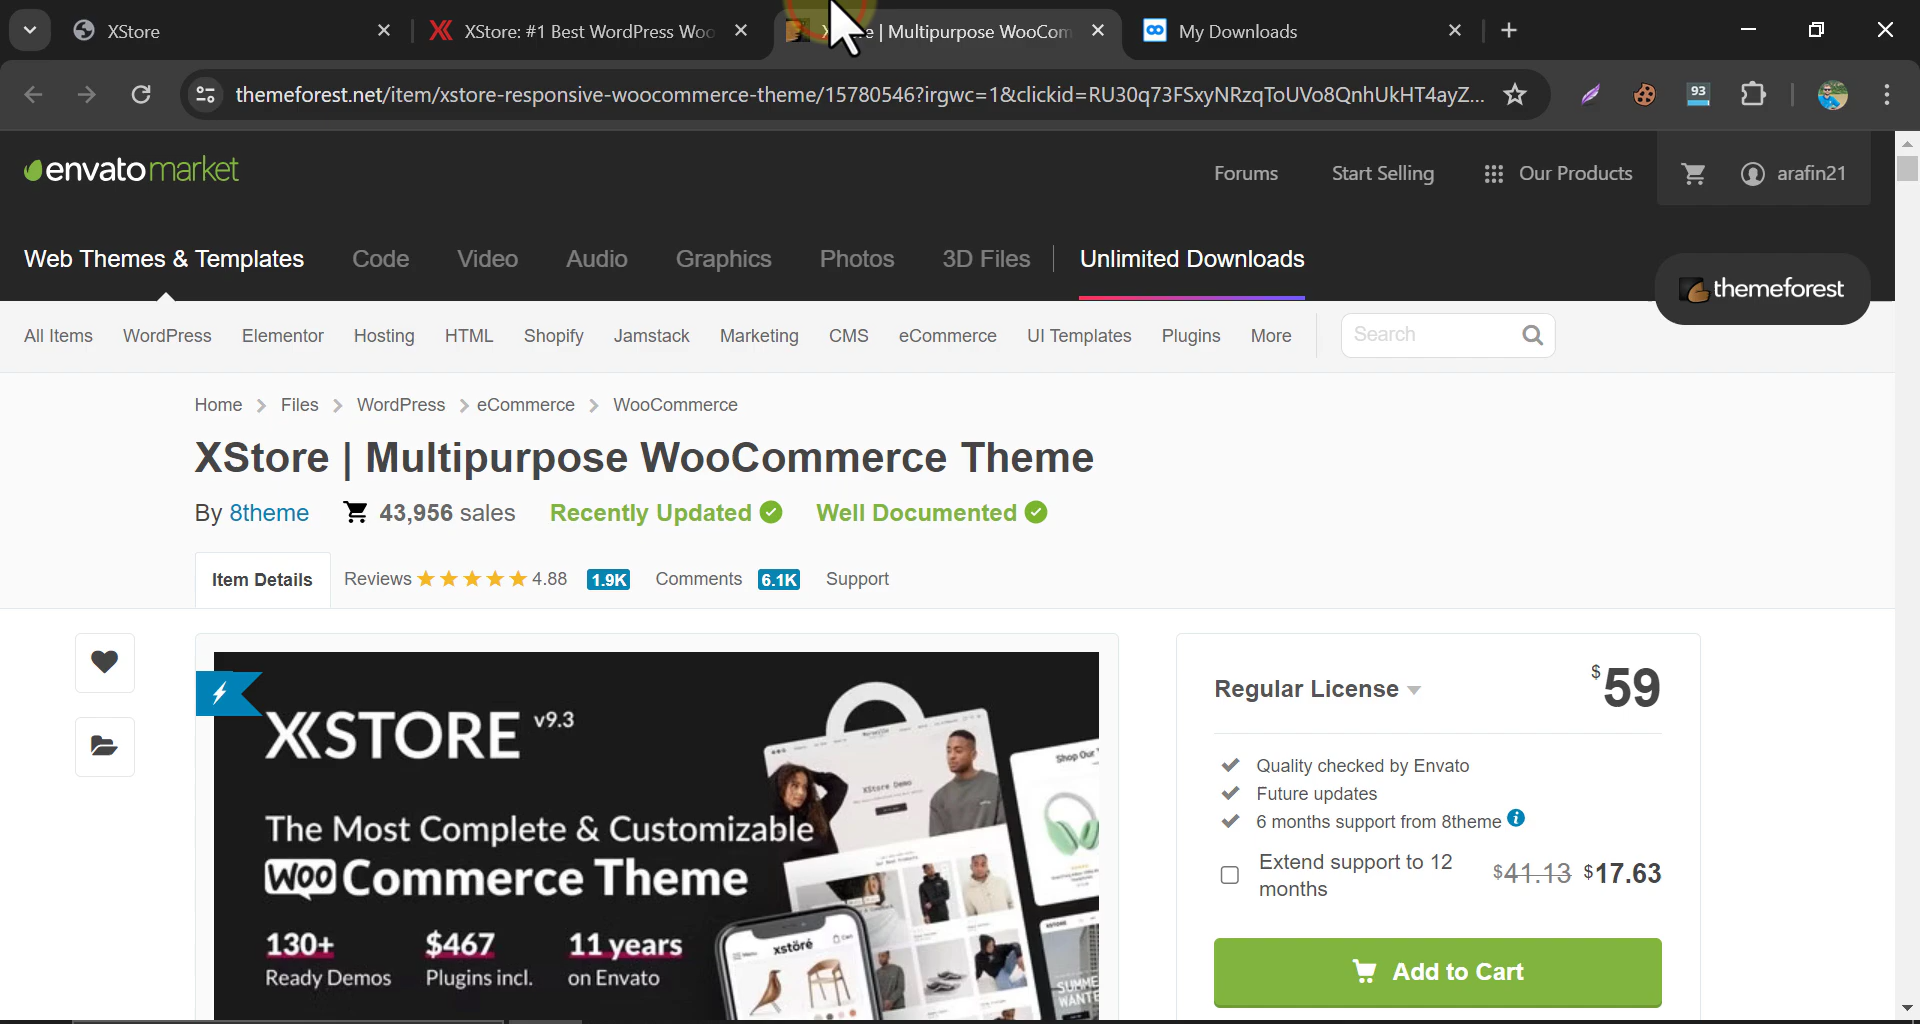 XStore
XStore: #1 Best WordPress Woo
| Multipurpose WooCom
My Downloads
themeforest.net/item/xstore-responsive-woocommerce-theme/15780546?irgwc=1&clickid=RU30q73FSxyNRzqToUVo8QnhUkHT4ayZ...
93
envato market
Forums
Start Selling
Our Products
arafin21
Web Themes & Templates
Code
Video
Audio
Graphics
Photos
3D Files
Unlimited Downloads
themeforest
All Items
WordPress
Elementor
Hosting
HTML
Shopify
Jamstack
Marketing
CMS
eCommerce
UI Templates
Plugins
More
Search
Home > Files > WordPress > eCommerce > WooCommerce
XStore | Multipurpose WooCommerce Theme
By 8theme
43,956 sales
Recently Updated
Well Documented
Item Details
Reviews
4.88
1.9K
Comments
6.1K
Support
XSTORE v9.3
The Most Complete & Customizable
WOO Commerce Theme
130+
Ready Demos
$467
Plugins incl.
11 years
on Envato
XStore Demo
Shop Our
xstörë
Cart
XSTORE
SUMME
WANTE
Regular License
$59
Quality checked by Envato
Future updates
6 months support from 8theme
Extend support to 12
months
$41.13 $17.63
Add to Cart